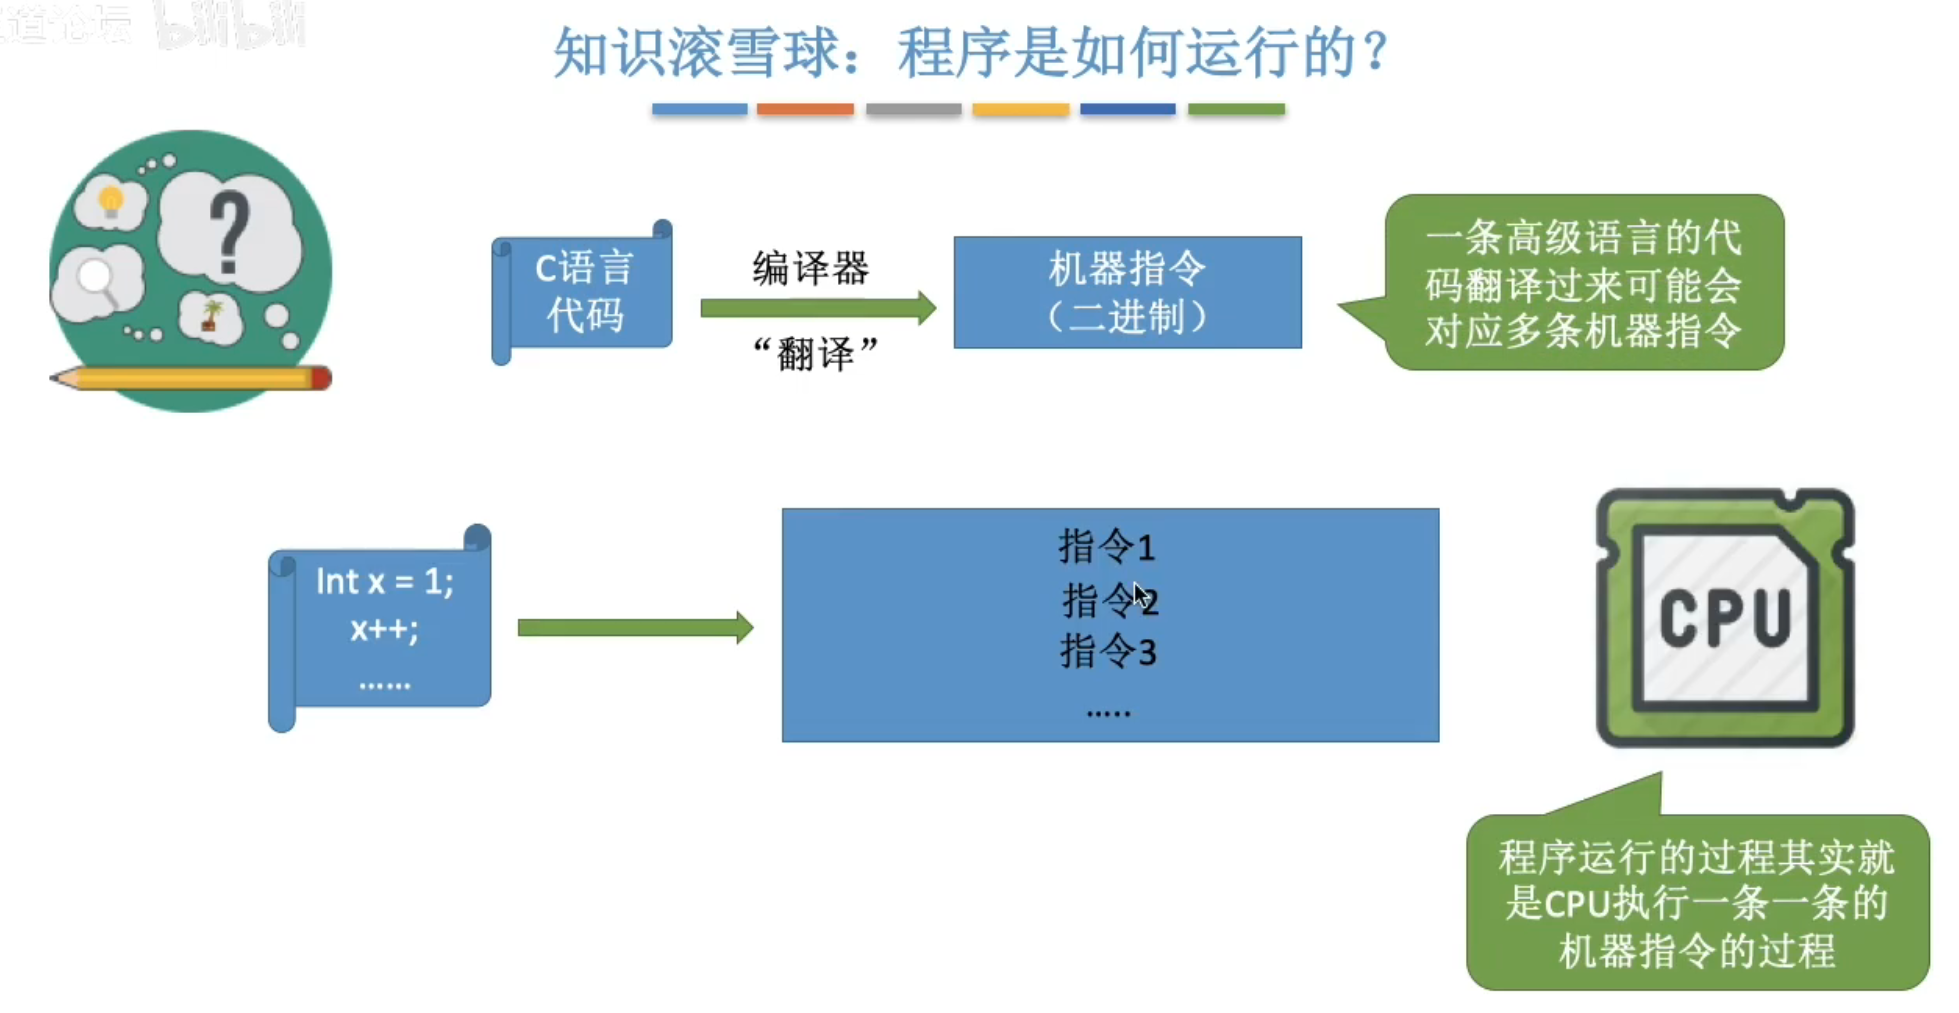 道论坛 bilibili
知识滚雪球：程序是如何运行的？
C语言
代码
编译器
“翻译”
机器指令
（二进制）
一条高级语言的代
码翻译过来可能会
对应多条机器指令
Int x = 1;
x++;
……
指令1
指令2
指令3
…..
CPU
程序运行的过程其实就
是CPU执行一条一条的
机器指令的过程